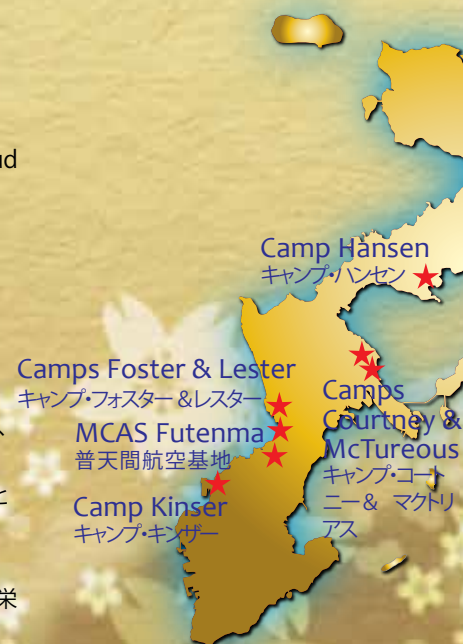 ud
Camp Hansen
キャンプ・ハンセン
Camps Foster & Lester
キャンプ・フォスター &レスター
MCAS Futenma
普天間航空基地
Camps
Courtney &
McTureous
キャンプ・コート
ニー＆ マクトリ
アス
Camp Kinser
キャンプ・キンザー
、
と
栄